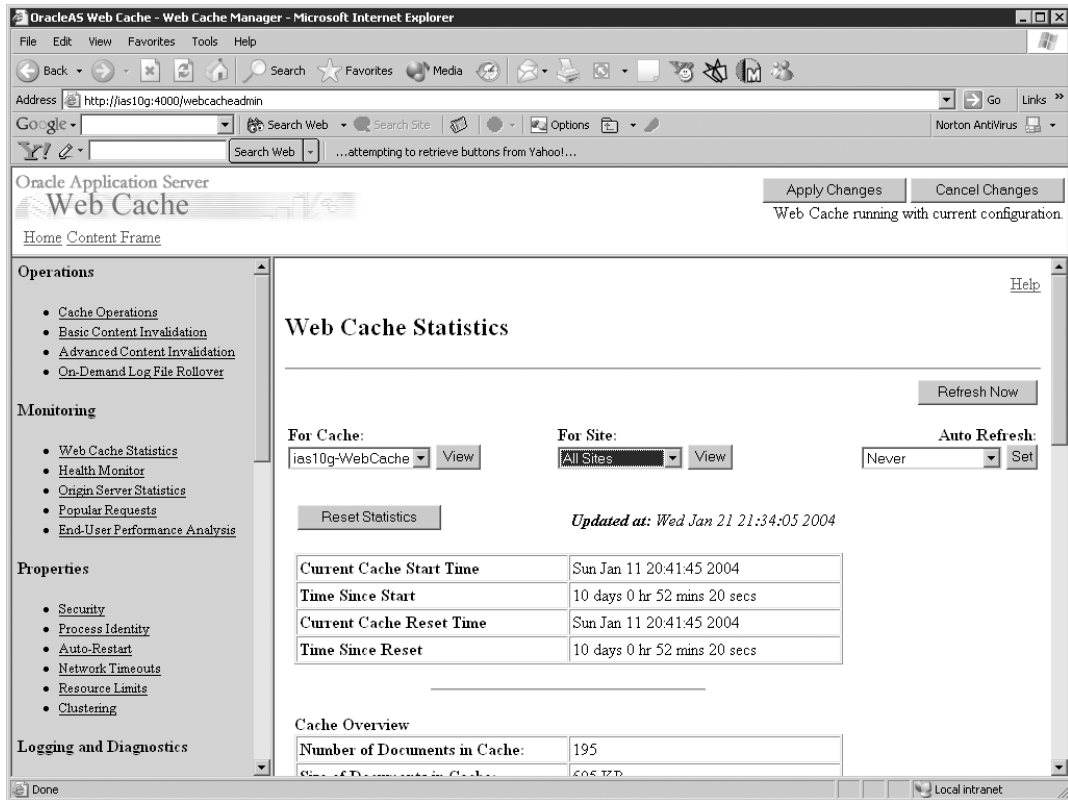 OracleAS Web Cache - Web Cache Manager - Microsoft Internet Explorer
File Edit View Favorites Tools Help
Back Search Favorites Media
Address http://ias10g:4000/webcacheadmin Go Links »
Google Search Web Search Site Options Norton AntiVirus
Y! Search Web ...attempting to retrieve buttons from Yahoo!...
Oracle Application Server
Web Cache
Apply Changes Cancel Changes
Web Cache running with current configuration.
Home Content Frame
Operations
Cache Operations
Basic Content Invalidation
Advanced Content Invalidation
On-Demand Log File Rollover
Monitoring
Web Cache Statistics
Health Monitor
Origin Server Statistics
Popular Requests
End-User Performance Analysis
Properties
Security
Process Identity
Auto-Restart
Network Timeouts
Resource Limits
Clustering
Logging and Diagnostics
Help
Web Cache Statistics
Refresh Now
For Cache: For Site: Auto Refresh:
ias10g-WebCache View All Sites View Never Set
Reset Statistics Updated at: Wed Jan 21 21:34:05 2004
Current Cache Start Time Sun Jan 11 20:41:45 2004
Time Since Start 10 days 0 hr 52 mins 20 secs
Current Cache Reset Time Sun Jan 11 20:41:45 2004
Time Since Reset 10 days 0 hr 52 mins 20 secs
Cache Overview
Number of Documents in Cache: 195
Done Local intranet